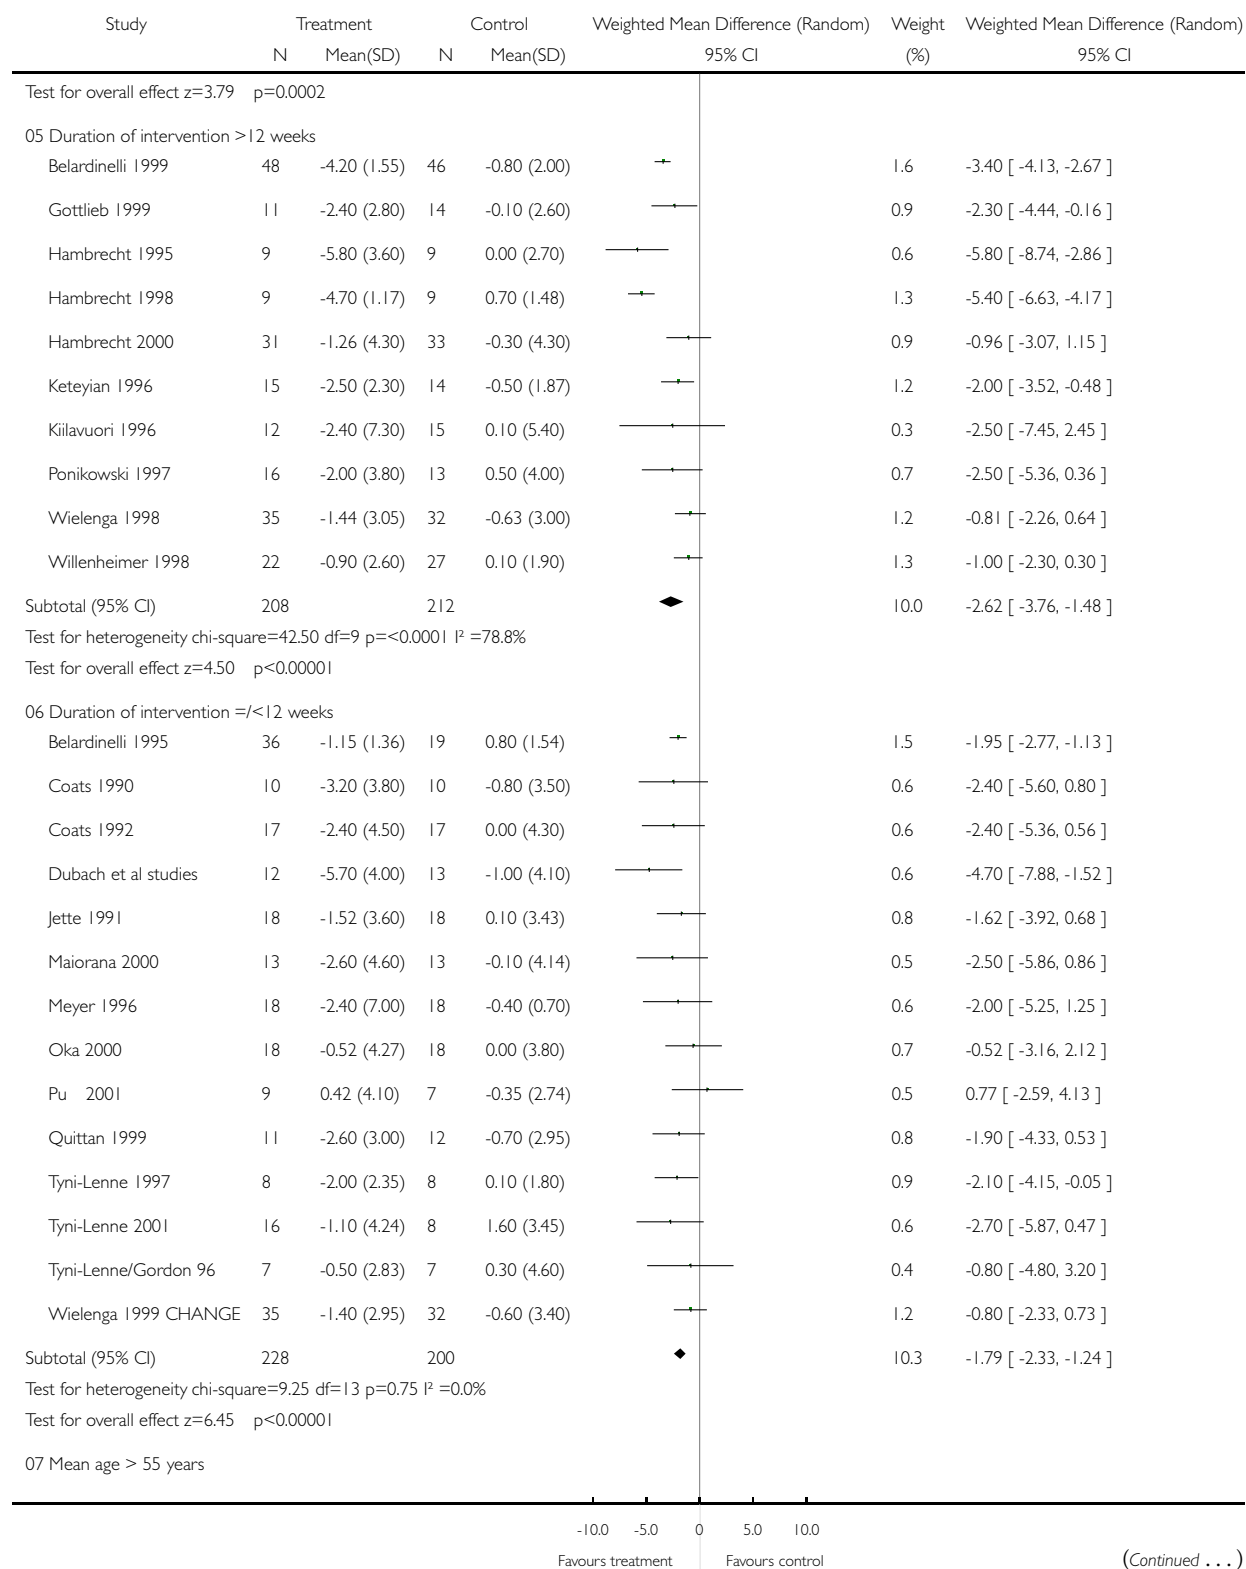 Study Treatment Control Weighted Mean Difference (Random) Weight Weighted Mean Difference (Random)
N Mean(SD) N Mean(SD) 95% CI (%) 95% CI
Test for overall effect z=3.79 p=0.0002
05 Duration of intervention >12 weeks
Belardinelli 1999 48 -4.20 (1.55) 46 -0.80 (2.00) 1.6 -3.40 [ -4.13, -2.67 ]
Gottlieb 1999 11 -2.40 (2.80) 14 -0.10 (2.60) 0.9 -2.30 [ -4.44, -0.16 ]
Hambrecht 1995 9 -5.80 (3.60) 9 0.00 (2.70) 0.6 -5.80 [ -8.74, -2.86 ]
Hambrecht 1998 9 -4.70 (1.17) 9 0.70 (1.48) 1.3 -5.40 [ -6.63, -4.17 ]
Hambrecht 2000 31 -1.26 (4.30) 33 -0.30 (4.30) 0.9 -0.96 [ -3.07, 1.15 ]
Keteyian 1996 15 -2.50 (2.30) 14 -0.50 (1.87) 1.2 -2.00 [ -3.52, -0.48 ]
Kiilavuori 1996 12 -2.40 (7.30) 15 0.10 (5.40) 0.3 -2.50 [ -7.45, 2.45 ]
Ponikowski 1997 16 -2.00 (3.80) 13 0.50 (4.00) 0.7 -2.50 [ -5.36, 0.36 ]
Wielenga 1998 35 -1.44 (3.05) 32 -0.63 (3.00) 1.2 -0.81 [ -2.26, 0.64 ]
Willenheimer 1998 22 -0.90 (2.60) 27 0.10 (1.90) 1.3 -1.00 [ -2.30, 0.30 ]
Subtotal (95% CI) 208 212 10.0 -2.62 [ -3.76, -1.48 ]
Test for heterogeneity chi-square=42.50 df=9 p=<0.0001 I² =78.8%
Test for overall effect z=4.50 p<0.00001
06 Duration of intervention =/<12 weeks
Belardinelli 1995 36 -1.15 (1.36) 19 0.80 (1.54) 1.5 -1.95 [ -2.77, -1.13 ]
Coats 1990 10 -3.20 (3.80) 10 -0.80 (3.50) 0.6 -2.40 [ -5.60, 0.80 ]
Coats 1992 17 -2.40 (4.50) 17 0.00 (4.30) 0.6 -2.40 [ -5.36, 0.56 ]
Dubach et al studies 12 -5.70 (4.00) 13 -1.00 (4.10) 0.6 -4.70 [ -7.88, -1.52 ]
Jette 1991 18 -1.52 (3.60) 18 0.10 (3.43) 0.8 -1.62 [ -3.92, 0.68 ]
Maiorana 2000 13 -2.60 (4.60) 13 -0.10 (4.14) 0.5 -2.50 [ -5.86, 0.86 ]
Meyer 1996 18 -2.40 (7.00) 18 -0.40 (0.70) 0.6 -2.00 [ -5.25, 1.25 ]
Oka 2000 18 -0.52 (4.27) 18 0.00 (3.80) 0.7 -0.52 [ -3.16, 2.12 ]
Pu 2001 9 0.42 (4.10) 7 -0.35 (2.74) 0.5 0.77 [ -2.59, 4.13 ]
Quittan 1999 11 -2.60 (3.00) 12 -0.70 (2.95) 0.8 -1.90 [ -4.33, 0.53 ]
Tyni-Lenne 1997 8 -2.00 (2.35) 8 0.10 (1.80) 0.9 -2.10 [ -4.15, -0.05 ]
Tyni-Lenne 2001 16 -1.10 (4.24) 8 1.60 (3.45) 0.6 -2.70 [ -5.87, 0.47 ]
Tyni-Lenne/Gordon 96 7 -0.50 (2.83) 7 0.30 (4.60) 0.4 -0.80 [ -4.80, 3.20 ]
Wielenga 1999 CHANGE 35 -1.40 (2.95) 32 -0.60 (3.40) 1.2 -0.80 [ -2.33, 0.73 ]
Subtotal (95% CI) 228 200 10.3 -1.79 [ -2.33, -1.24 ]
Test for heterogeneity chi-square=9.25 df=13 p=0.75 I² =0.0%
Test for overall effect z=6.45 p<0.00001
07 Mean age > 55 years
-10.0 -5.0 0 5.0 10.0
Favours treatment Favours control (Continued . . . )